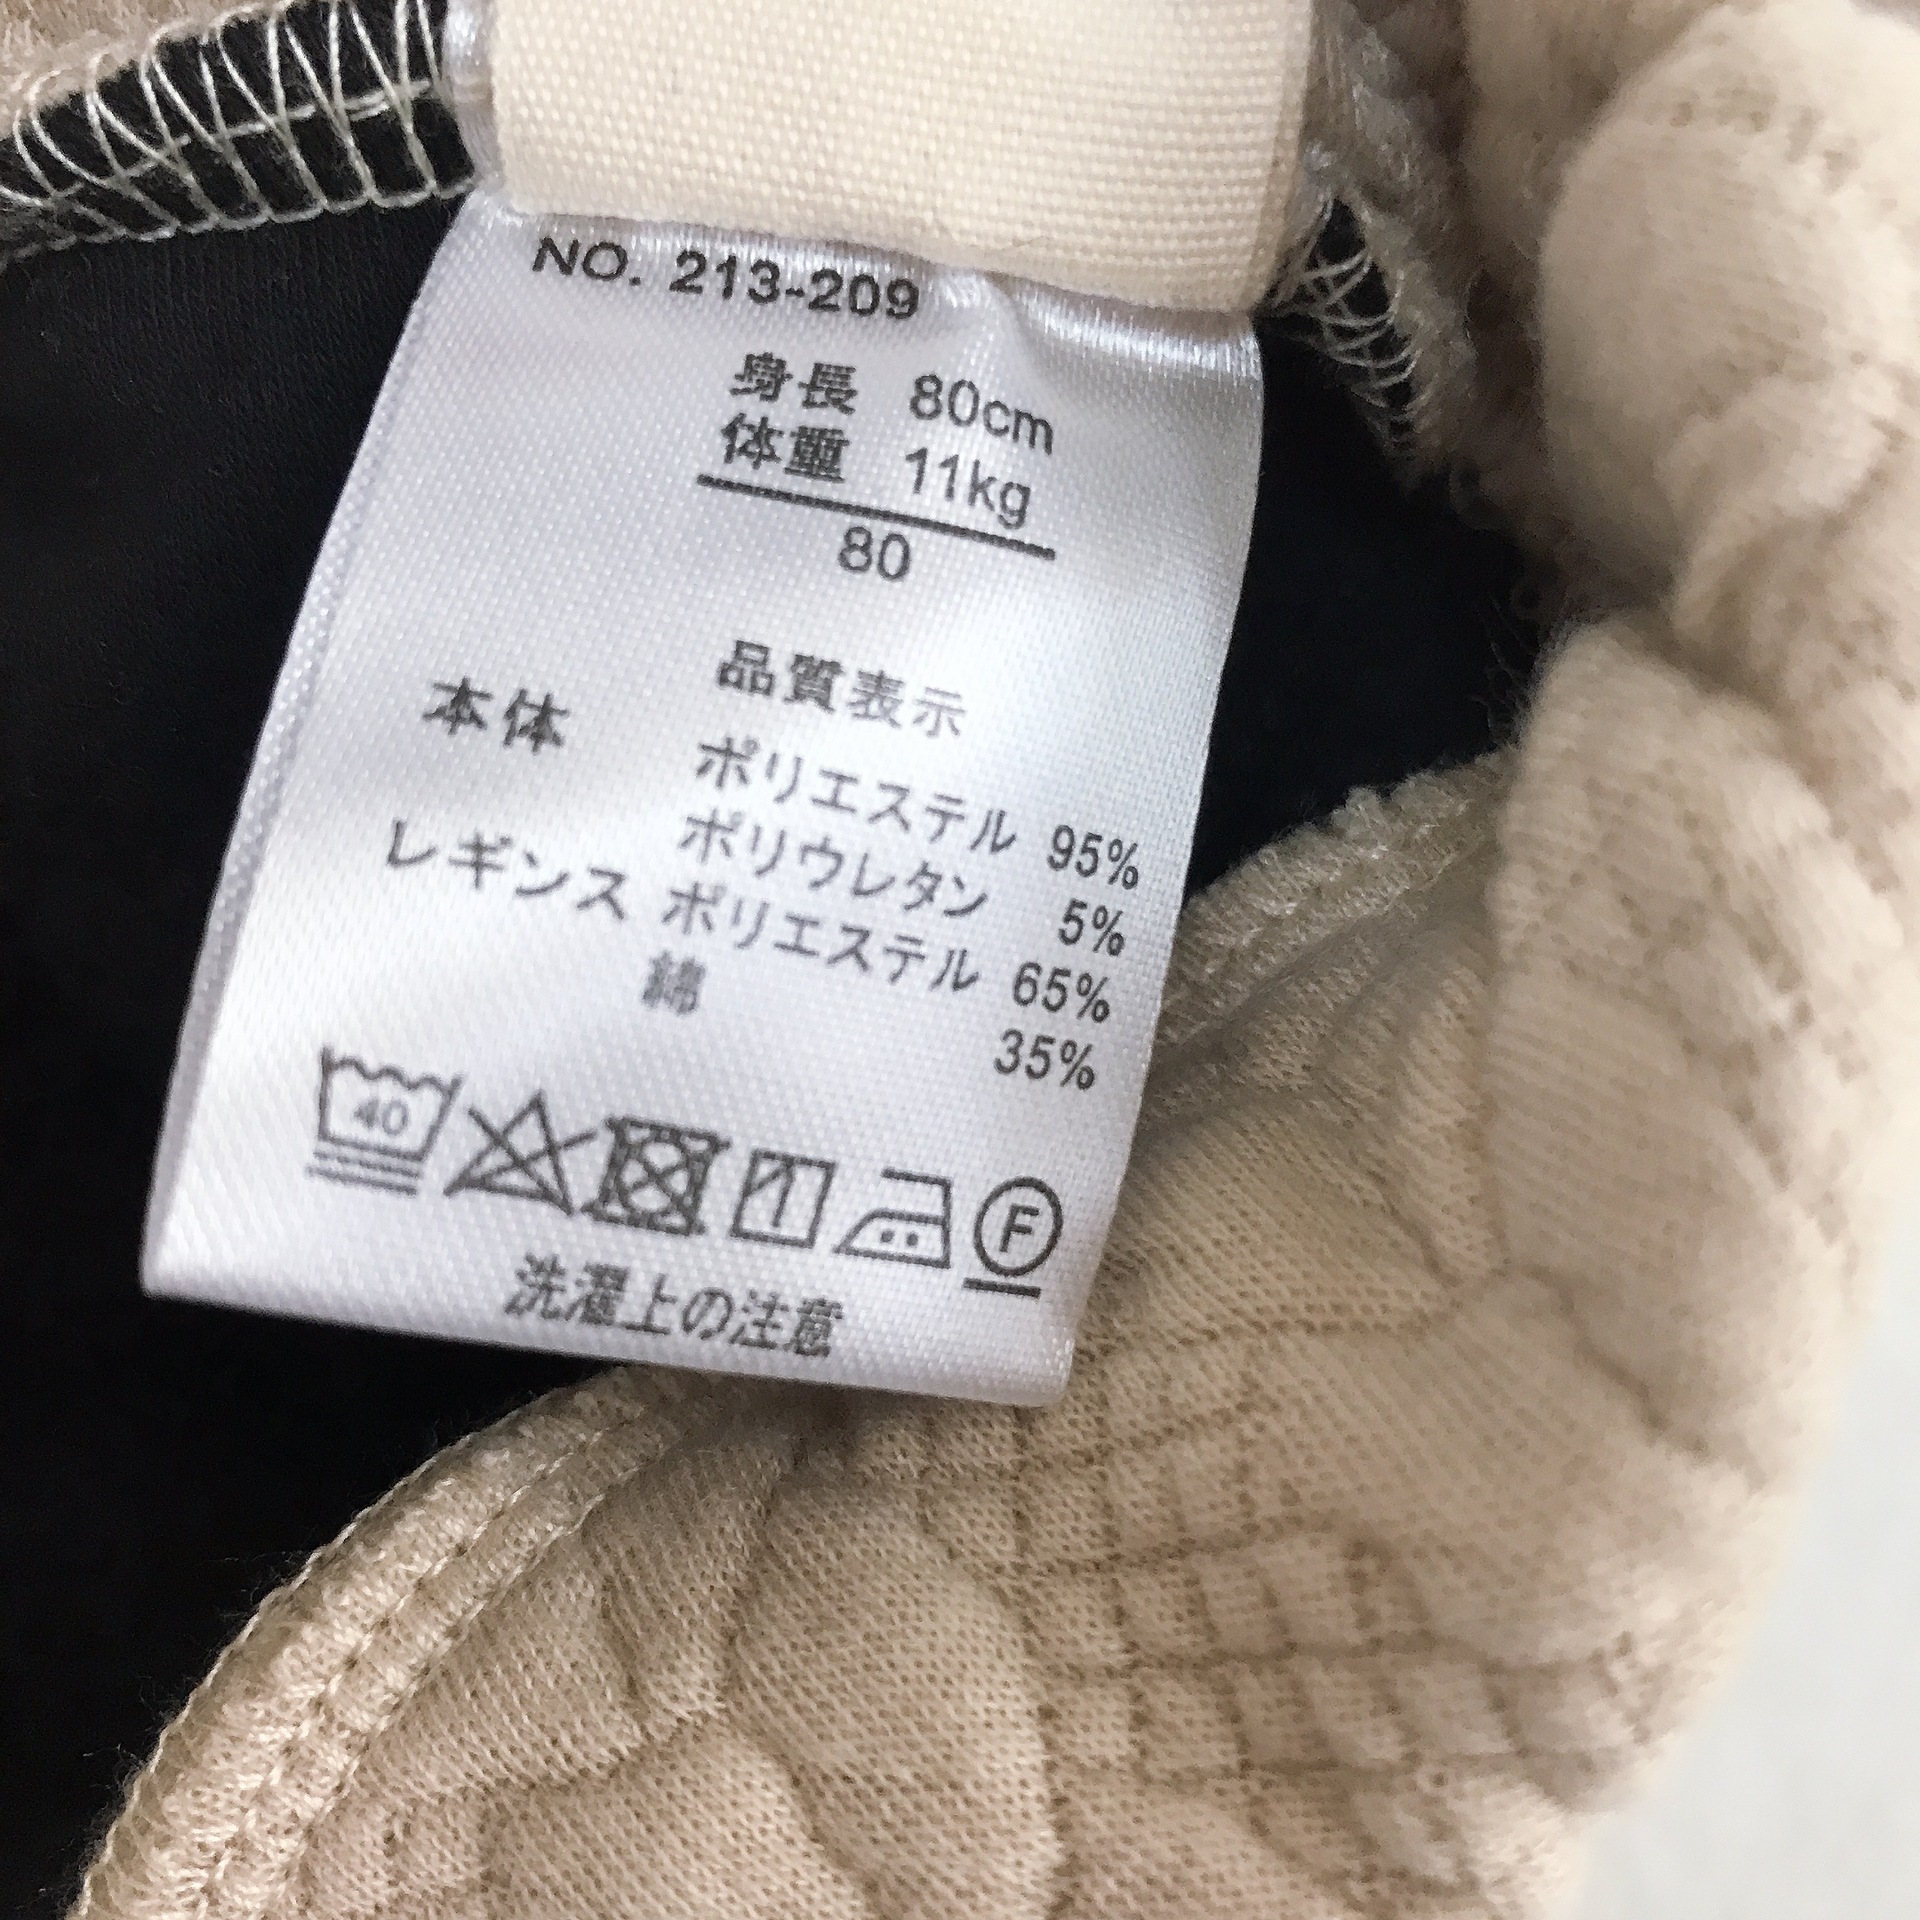 NO. 213-209
身長 80cm
体重 11kg
80
品質表示
本体 ポリエステル 95%
ポリウレタン 5%
レギンス ポリエステル 65%
綿 35%
40
F
洗濯上の注意